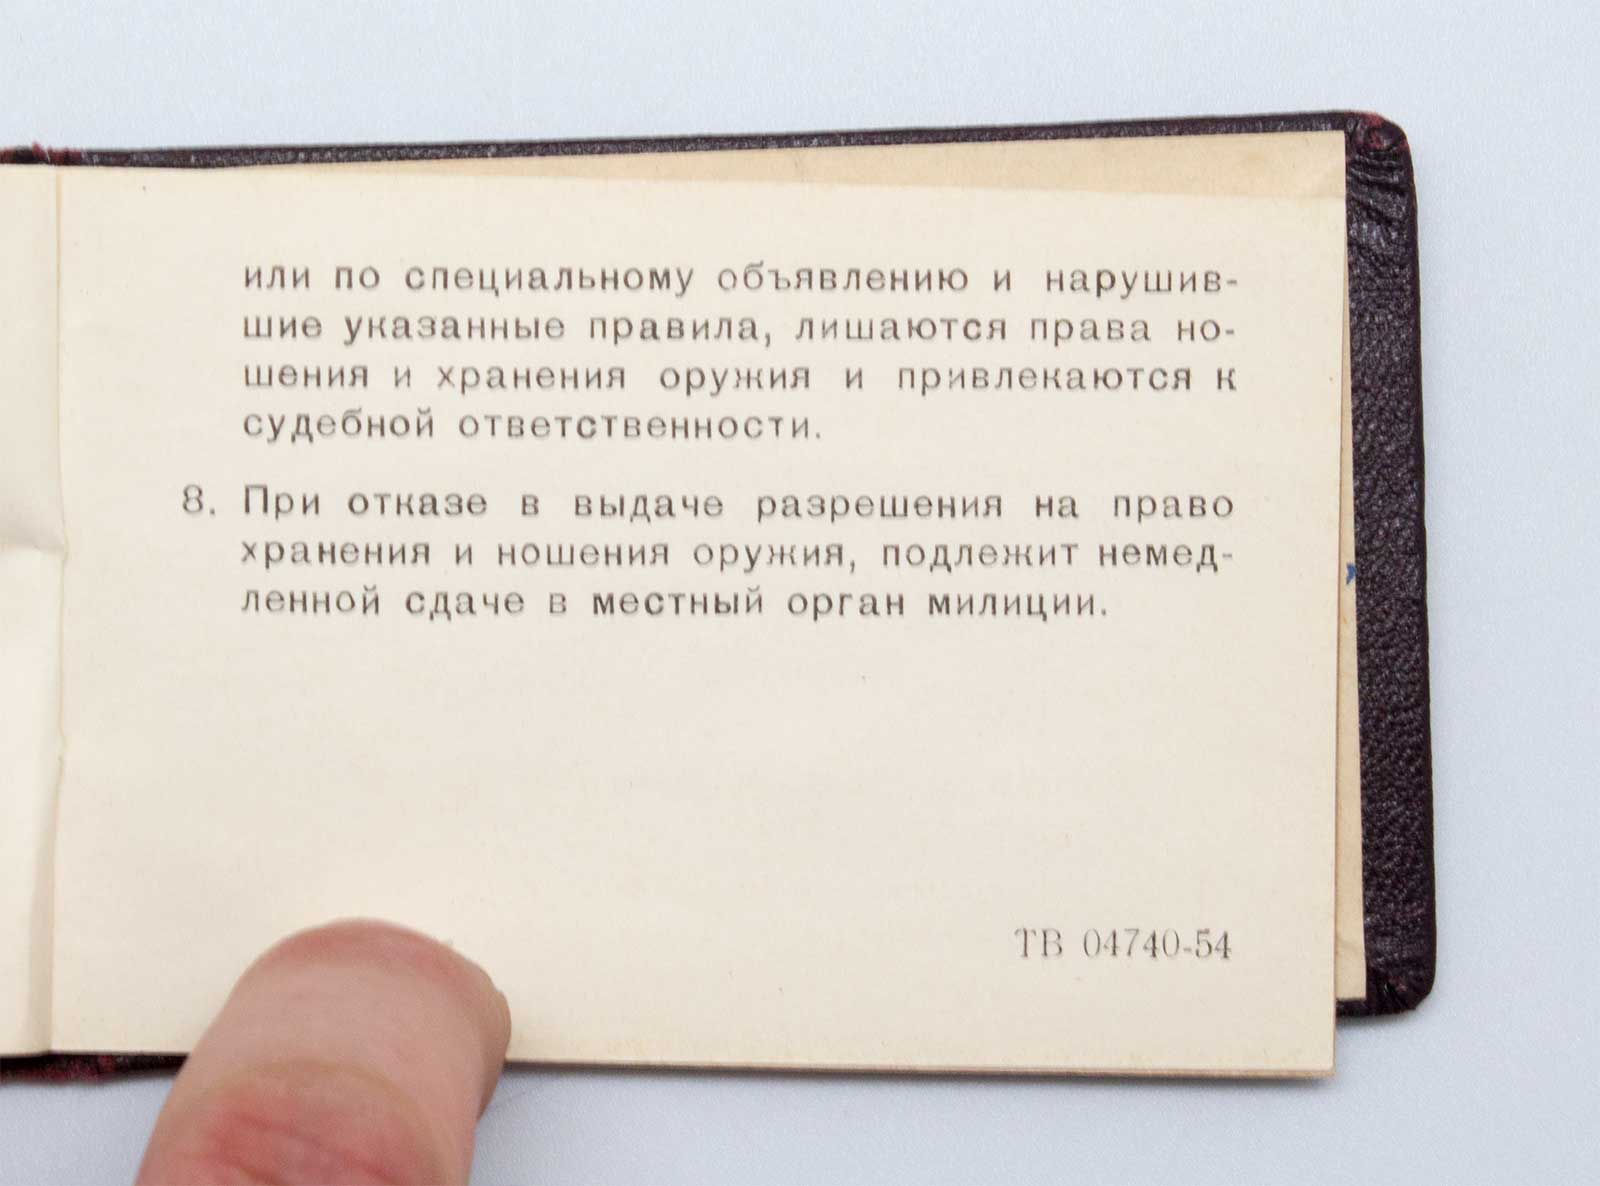 или по специальному объявлению и нарушив-
шие указанные правила, лишаются права но-
шения и хранения оружия и привлекаются к
судебной ответственности.
8. При отказе в выдаче разрешения на право
хранения и ношения оружия, подлежит немед-
ленной сдаче в местный орган милиции.
ТВ 04740-54